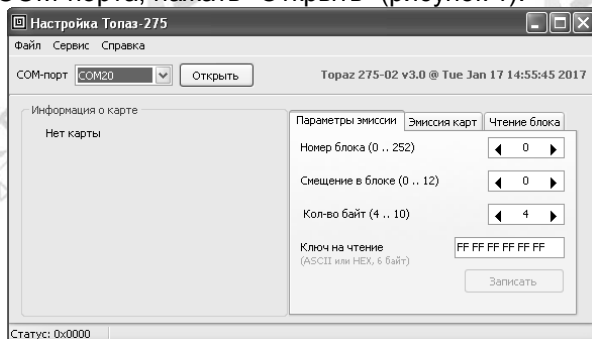 СОМ-порта, нажать "Открыть" (рисунок 1).
Настройка Топаз-275
Файл Сервис Справка
COM-порт COM20 Открыть Topaz 275-02 v3.0 @ Tue Jan 17 14:55:45 2017
Информация о карте
Нет карты
Параметры эмиссии Эмиссия карт Чтение блока
Номер блока (0 .. 252) 0
Смещение в блоке (0 .. 12) 0
Кол-во байт (4 .. 10) 4
Ключ на чтение FF FF FF FF FF FF
(ASCII или HEX, 6 байт)
Записать
Статус: 0x0000